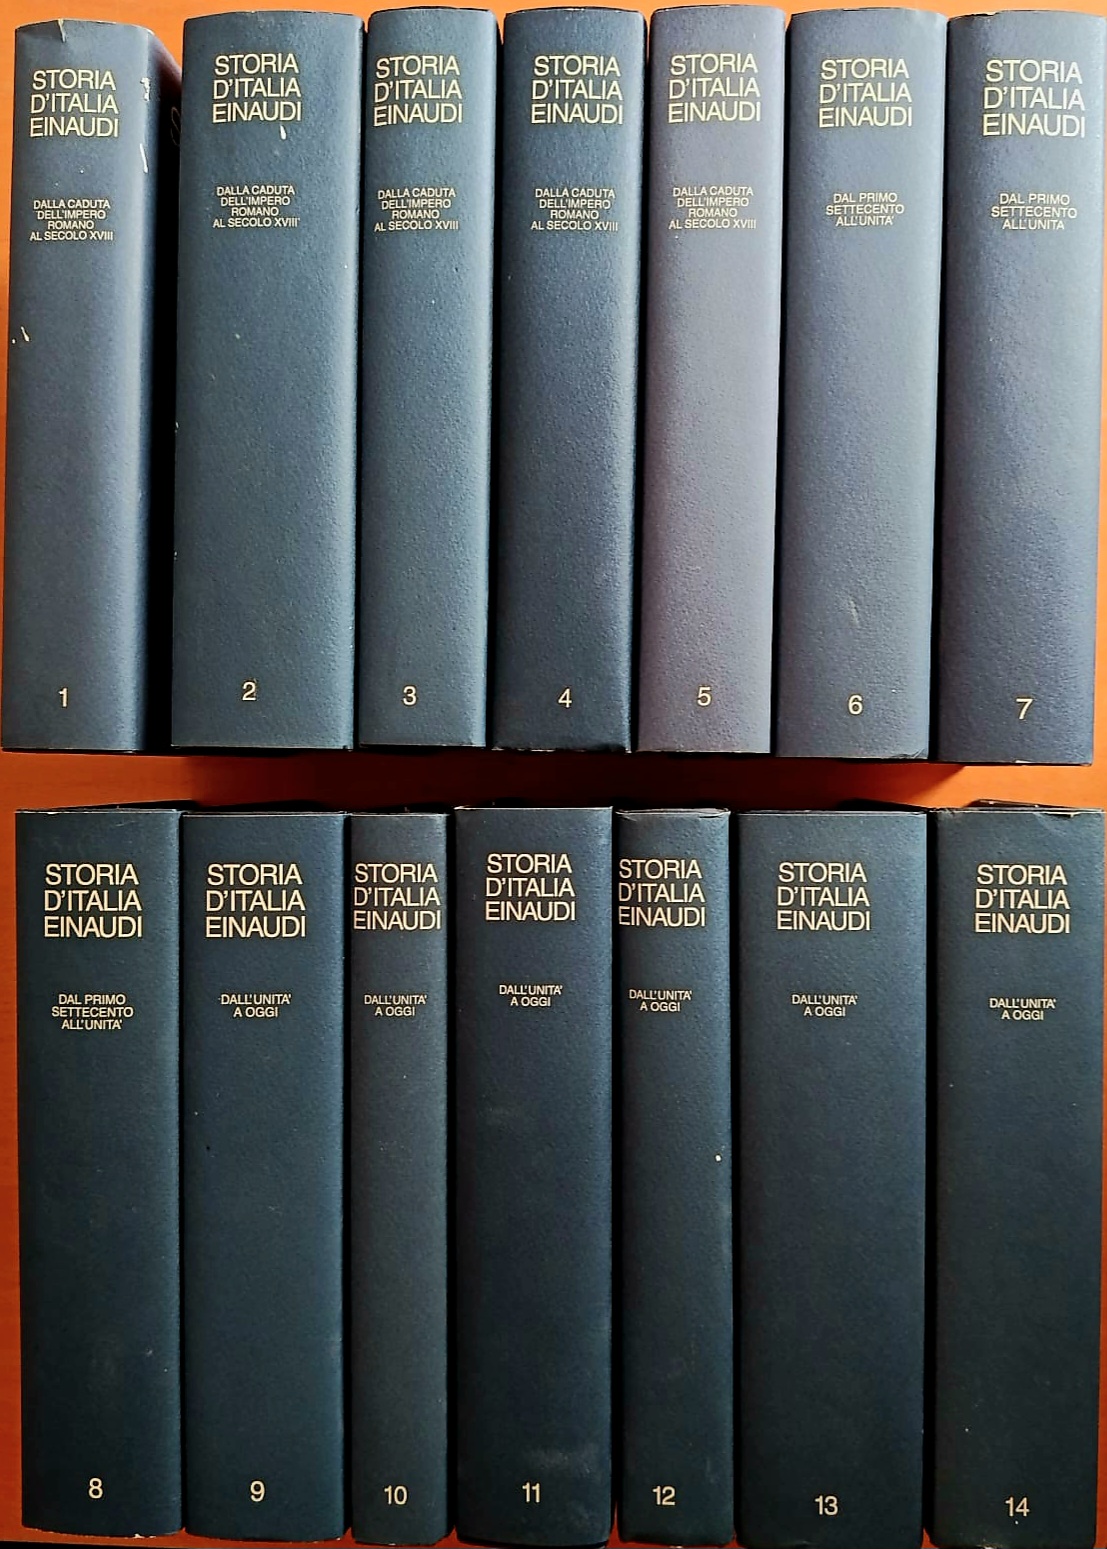 STORIA
D'ITALIA
EINAUDI
DALLA CADUTA
DELL'IMPERO
ROMANO
AL SECOLO XVIII
1
STORIA
D'ITALIA
EINAUDI
DALLA CADUTA
DELL'IMPERO
ROMANO
AL SECOLO XVIII
2
STORIA
D'ITALIA
EINAUDI
DALLA CADUTA
DELL'IMPERO
ROMANO
AL SECOLO XVIII
3
STORIA
D'ITALIA
EINAUDI
DALLA CADUTA
DELL'IMPERO
ROMANO
AL SECOLO XVIII
4
STORIA
D'ITALIA
EINAUDI
DALLA CADUTA
DELL'IMPERO
ROMANO
AL SECOLO XVIII
5
STORIA
D'ITALIA
EINAUDI
DAL PRIMO
SETTECENTO
ALL'UNITA'
6
STORIA
D'ITALIA
EINAUDI
DAL PRIMO
SETTECENTO
ALL'UNITA'
7
STORIA
D'ITALIA
EINAUDI
DAL PRIMO
SETTECENTO
ALL'UNITA'
8
STORIA
D'ITALIA
EINAUDI
DALL'UNITA'
A OGGI
9
STORIA
D'ITALIA
EINAUDI
DALL'UNITA'
A OGGI
10
STORIA
D'ITALIA
EINAUDI
DALL'UNITA'
A OGGI
11
STORIA
D'ITALIA
EINAUDI
DALL'UNITA'
A OGGI
12
STORIA
D'ITALIA
EINAUDI
DALL'UNITA'
A OGGI
13
STORIA
D'ITALIA
EINAUDI
DALL'UNITA'
A OGGI
14